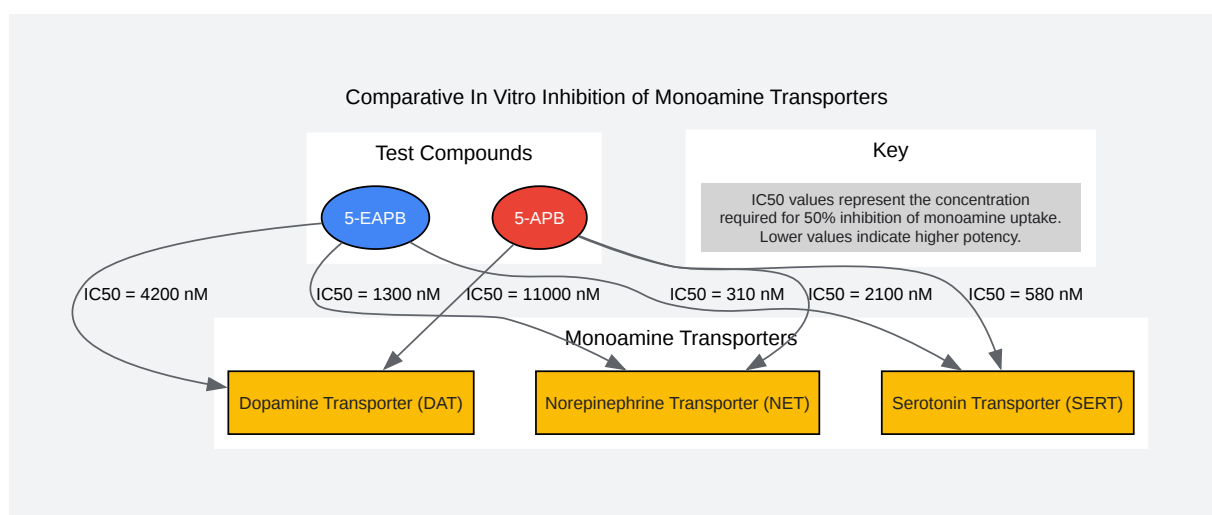 Comparative In Vitro Inhibition of Monoamine Transporters
Test Compounds
5-EAPB
5-APB
Key
IC50 values represent the concentration
required for 50% inhibition of monoamine uptake.
Lower values indicate higher potency.
IC50 = 4200 nM
IC50 = 1300 nM
IC50 = 11000 nM
IC50 = 310 nM
IC50 = 2100 nM
IC50 = 580 nM
Monoamine Transporters
Dopamine Transporter (DAT)
Norepinephrine Transporter (NET)
Serotonin Transporter (SERT)